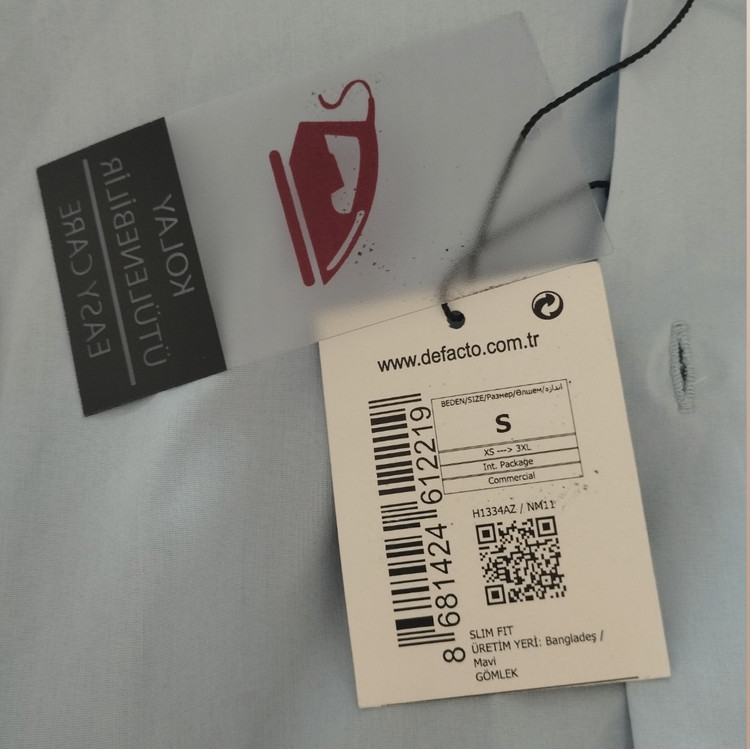 KOLAY
ÜTÜLENEBİLİR
EASY CARE
www.defacto.com.tr
BEDEN/SIZE/Размер/Өлшем/اندازه
S
XS ---> 3XL
Int. Package
Commercial
H1334AZ / NM11
8 681424 612219
SLIM FIT
ÜRETİM YERİ: Bangladeş /
Mavi
GÖMLEK